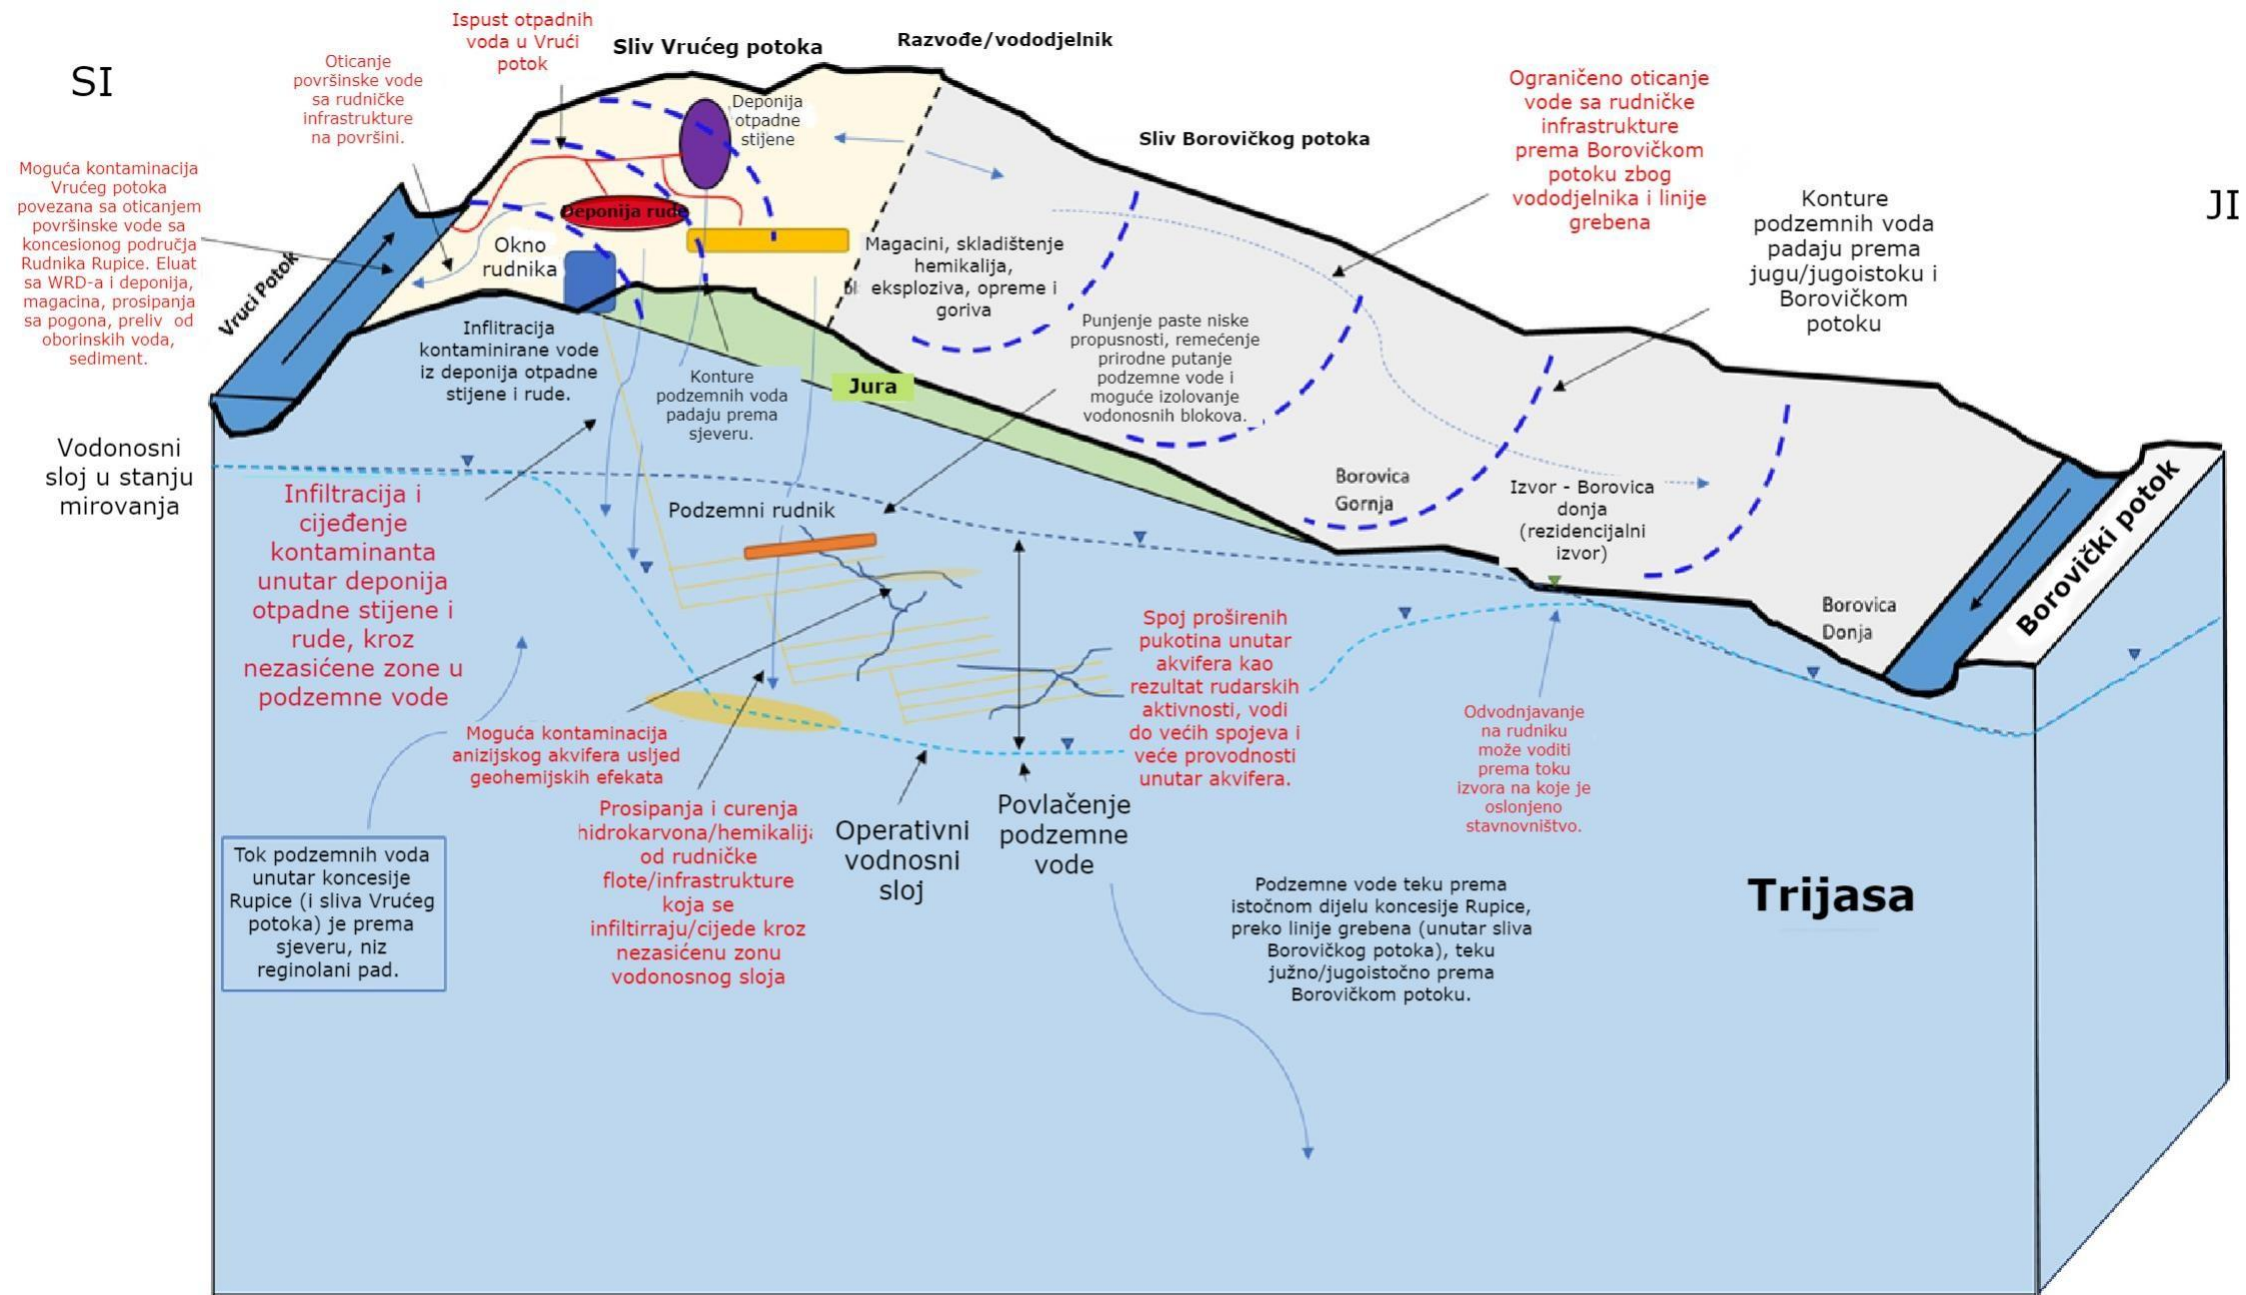 Ispust otpadnih
voda u Vrući
potok
Sliv Vrućeg potoka
Razvođe/vododjelnik
SI
Oticanje
površinske vode
sa rudničke
infrastrukture
na površini.
Deponija
otpadne
stijene
Sliv Borovičkog potoka
Ograničeno oticanje
vode sa rudničke
infrastrukture
prema Borovičkom
potoku zbog
vododjelnika i linije
grebena
JI
Moguća kontaminacija
Vrućeg potoka
povezana sa oticanjem
površinske vode sa
koncesionog područja
Rudnika Rupice. Eluat
sa WRD-a i deponija,
magacina, prosipanja
sa pogona, preliv od
oborinskih voda,
sediment.
Vruci Potok
Deponija rude
Okno
rudnika
Magacini, skladištenje
hemikalija,
eksploziva, opreme i
goriva
Konture
podzemnih voda
padaju prema
jugu/jugoistoku i
Borovičkom
potoku
Inflitracija
kontaminirane vode
iz deponija otpadne
stijene i rude.
Konture
podzemnih voda
padaju prema
sjeveru.
Jura
Punjenje paste niske
propusnosti, remećenje
prirodne putanje
podzemne vode i
moguće izolovanje
vodonosnih blokova.
Vodonosni
sloj u stanju
mirovanja
Infiltracija i
cijeđenje
kontaminanta
unutar deponija
otpadne stijene i
rude, kroz
nezasićene zone u
podzemne vode
Podzemni rudnik
Borovica
Gornja
Izvor - Borovica
donja
(rezidencijalni
izvor)
Borovica
Donja
Borovički potok
Spoj proširenih
pukotina unutar
akvifera kao
rezultat rudarskih
aktivnosti, vodi
do većih spojeva i
veće provodnosti
unutar akvifera.
Odvodnjavanje
na rudniku
može voditi
prema toku
izvora na koje je
oslonjeno
stavnovništvo.
Moguća kontaminacija
anizijskog akvifera usljed
geohemijskih efekata
Prosipanja i curenja
hidrokarvona/hemikalija
od rudničke
flote/infrastrukture
koja se
infiltirraju/cijede kroz
nezasićenu zonu
vodonosnog sloja
Operativni
vodnosni
sloj
Povlačenje
podzemne
vode
Tok podzemnih voda
unutar koncesije
Rupice (i sliva Vrućeg
potoka) je prema
sjeveru, niz
reginolani pad.
Podzemne vode teku prema
istočnom dijelu koncesije Rupice,
preko linije grebena (unutar sliva
Borovičkog potoka), teku
južno/jugoistočno prema
Borovičkom potoku.
Trijasa